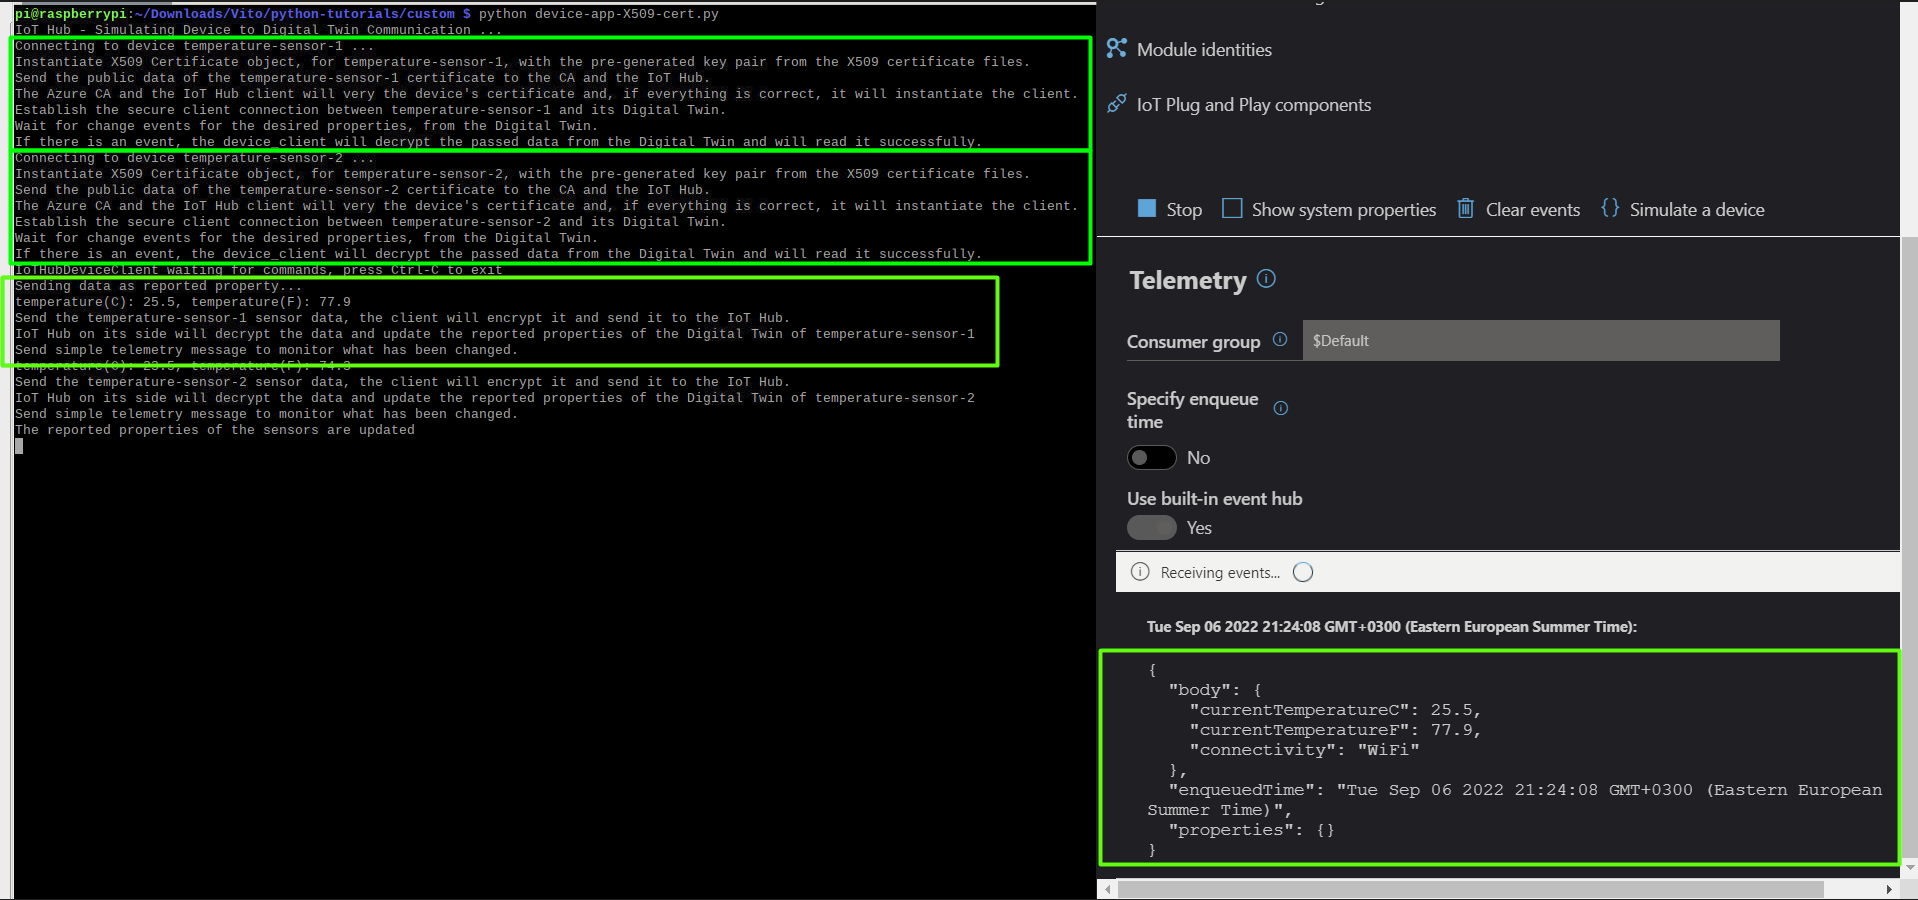 pi@raspberrypi:~/Downloads/Vito/python-tutorials/custom $ python device-app-X509-cert.py
IoT Hub - Simulating Device to Digital Twin Communication ...
Connecting to device temperature-sensor-1 ...
Instantiate X509 Certificate object, for temperature-sensor-1, with the pre-generated key pair from the X509 certificate files.
Send the public data of the temperature-sensor-1 certificate to the CA and the IoT Hub.
The Azure CA and the IoT Hub client will very the device's certificate and, if everything is correct, it will instantiate the client.
Establish the secure client connection between temperature-sensor-1 and its Digital Twin.
Wait for change events for the desired properties, from the Digital Twin.
If there is an event, the device_client will decrypt the passed data from the Digital Twin and will read it successfully.
Connecting to device temperature-sensor-2 ...
Instantiate X509 Certificate object, for temperature-sensor-2, with the pre-generated key pair from the X509 certificate files.
Send the public data of the temperature-sensor-2 certificate to the CA and the IoT Hub.
The Azure CA and the IoT Hub client will very the device's certificate and, if everything is correct, it will instantiate the client.
Establish the secure client connection between temperature-sensor-2 and its Digital Twin.
Wait for change events for the desired properties, from the Digital Twin.
If there is an event, the device_client will decrypt the passed data from the Digital Twin and will read it successfully.
IoTHubDeviceClient waiting for commands, press Ctrl-C to exit
Sending data as reported property...
temperature(C): 25.5, temperature(F): 77.9
Send the temperature-sensor-1 sensor data, the client will encrypt it and send it to the IoT Hub.
IoT Hub on its side will decrypt the data and update the reported properties of the Digital Twin of temperature-sensor-1
Send simple telemetry message to monitor what has been changed.
temperature(C): 23.5, temperature(F): 74.3
Send the temperature-sensor-2 sensor data, the client will encrypt it and send it to the IoT Hub.
IoT Hub on its side will decrypt the data and update the reported properties of the Digital Twin of temperature-sensor-2
Send simple telemetry message to monitor what has been changed.
The reported properties of the sensors are updated
Module identities
IoT Plug and Play components
Stop Show system properties Clear events {} Simulate a device
Telemetry
Consumer group $Default
Specify enqueue
time
No
Use built-in event hub
Yes
Receiving events...
Tue Sep 06 2022 21:24:08 GMT+0300 (Eastern European Summer Time):
{
"body": {
"currentTemperatureC": 25.5,
"currentTemperatureF": 77.9,
"connectivity": "WiFi"
},
"enqueuedTime": "Tue Sep 06 2022 21:24:08 GMT+0300 (Eastern European
Summer Time)",
"properties": {}
}